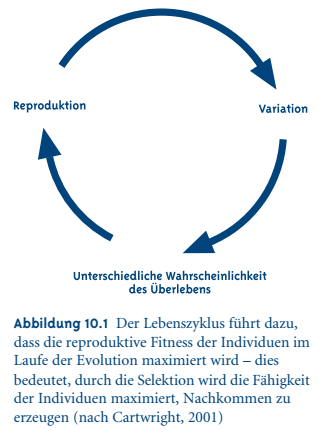 Reproduktion
Variation
Unterschiedliche Wahrscheinlichkeit
des Überlebens
Abbildung 10.1 Der Lebenszyklus führt dazu,
dass die reproduktive Fitness der Individuen im
Laufe der Evolution maximiert wird – dies
bedeutet, durch die Selektion wird die Fähigkeit
der Individuen maximiert, Nachkommen zu
erzeugen (nach Cartwright, 2001)